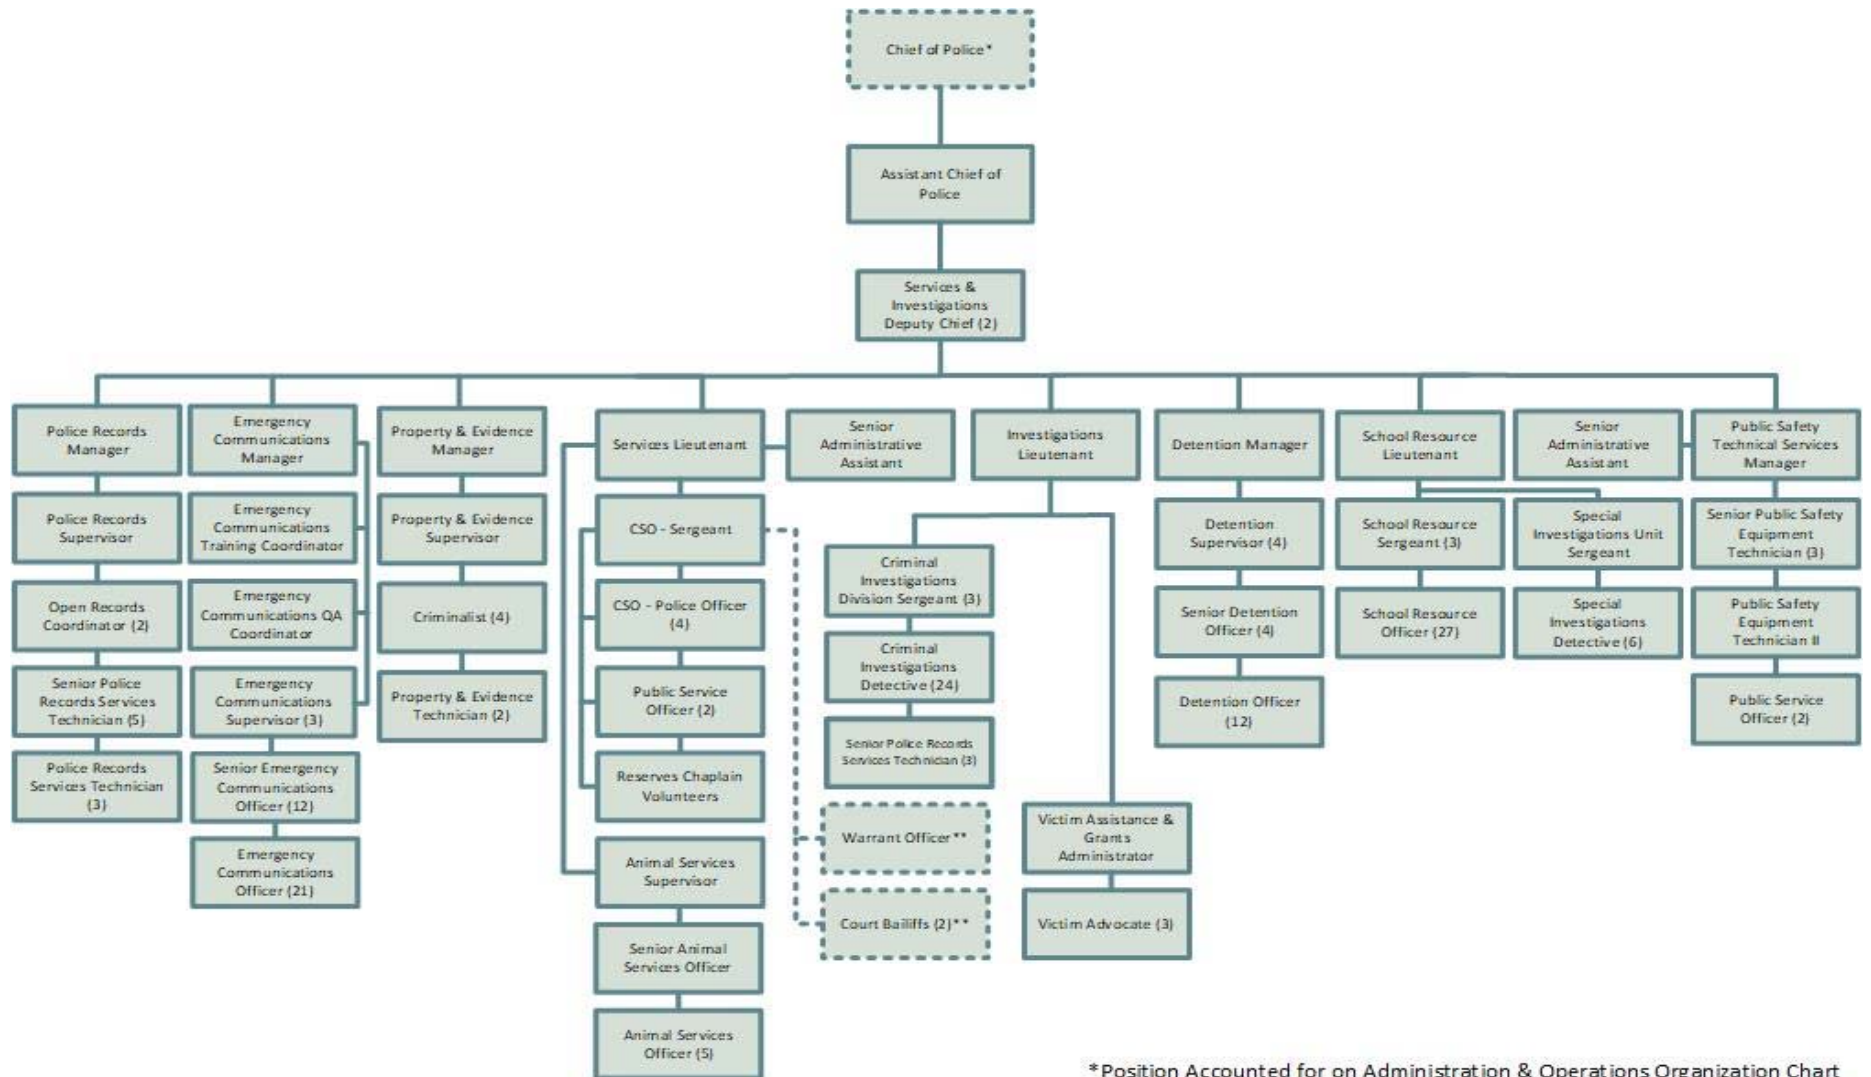 Chief of Police*
Assistant Chief of
Police
Services &
Investigations
Deputy Chief (2)
Police Records
Manager
Police Records
Supervisor
Open Records
Coordinator (2)
Senior Police
Records Services
Technician (5)
Police Records
Services Technician
(3)
Emergency
Communications
Manager
Emergency
Communications
Training Coordinator
Emergency
Communications QA
Coordinator
Emergency
Communications
Supervisor (3)
Senior Emergency
Communications
Officer (12)
Emergency
Communications
Officer (21)
Property & Evidence
Manager
Property & Evidence
Supervisor
Criminalist (4)
Property & Evidence
Technician (2)
Services Lieutenant
Senior
Administrative
Assistant
CSO - Sergeant
CSO - Police Officer
(4)
Public Service
Officer (2)
Reserves Chaplain
Volunteers
Animal Services
Supervisor
Senior Animal
Services Officer
Animal Services
Officer (5)
Warrant Officer**
Court Bailiffs (2)**
Investigations
Lieutenant
Criminal
Investigations
Division Sergeant (3)
Criminal
Investigations
Detective (24)
Senior Police Records
Services Technician (3)
Victim Assistance &
Grants
Administrator
Victim Advocate (3)
Detention Manager
Detention
Supervisor (4)
Senior Detention
Officer (4)
Detention Officer
(12)
School Resource
Lieutenant
School Resource
Sergeant (3)
School Resource
Officer (27)
Special
Investigations Unit
Sergeant
Special
Investigations
Detective (6)
Senior
Administrative
Assistant
Public Safety
Technical Services
Manager
Senior Public Safety
Equipment
Technician (3)
Public Safety
Equipment
Technician II
Public Service
Officer (2)
*Position Accounted for on Administration & Operations Organization Chart